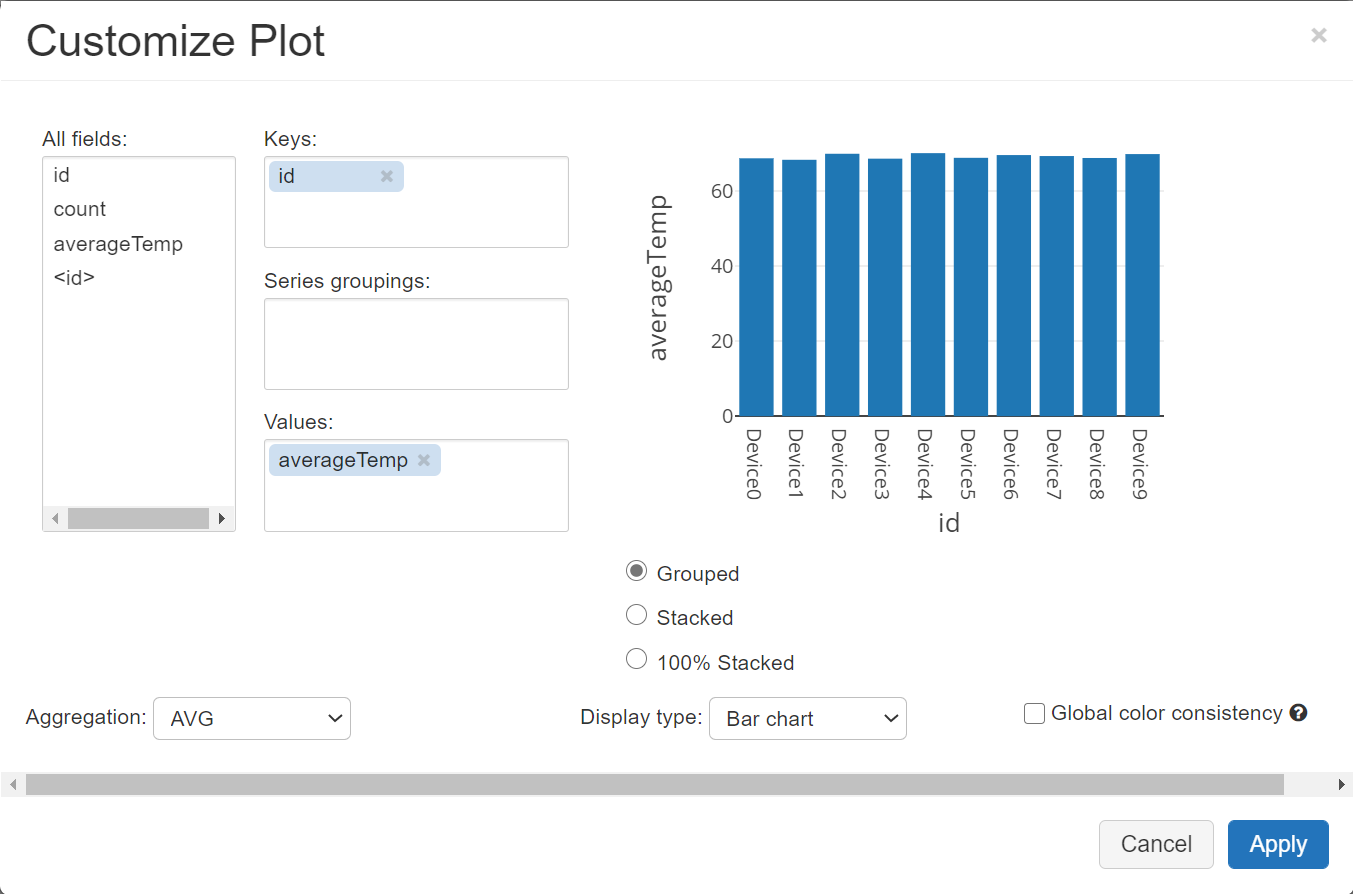 Customize Plot
×
All fields:
id
count
averageTemp
<id>
Keys:
id ×
Series groupings:
Values:
averageTemp ×
averageTemp
60
40
20
0
Device0
Device1
Device2
Device3
Device4
Device5
Device6
Device7
Device8
Device9
id
Grouped
Stacked
100% Stacked
Aggregation: AVG
Display type: Bar chart
Global color consistency ?
Cancel
Apply